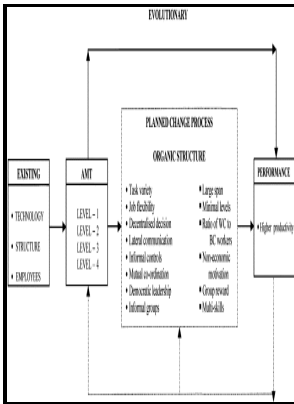 EVOLUTIONARY
PLANNED CHANGE PROCESS
ORGANIC STRUCTURE
EXISTING
• TECHNOLOGY
• STRUCTURE
• EMPLOYEES
AMT
LEVEL – 1
LEVEL – 2
LEVEL – 3
LEVEL – 4
• Task variety
• Job flexibility
• Decentralised decision
• Lateral communication
• Informal controls
• Mutual co-ordination
• Democratic leadership
• Informal groups
• Large span
• Minimal levels
• Ratio of WC to
BC workers
• Non-economic
motivation
• Group reward
• Multi-skills
PERFORMANCE
• Higher productivity